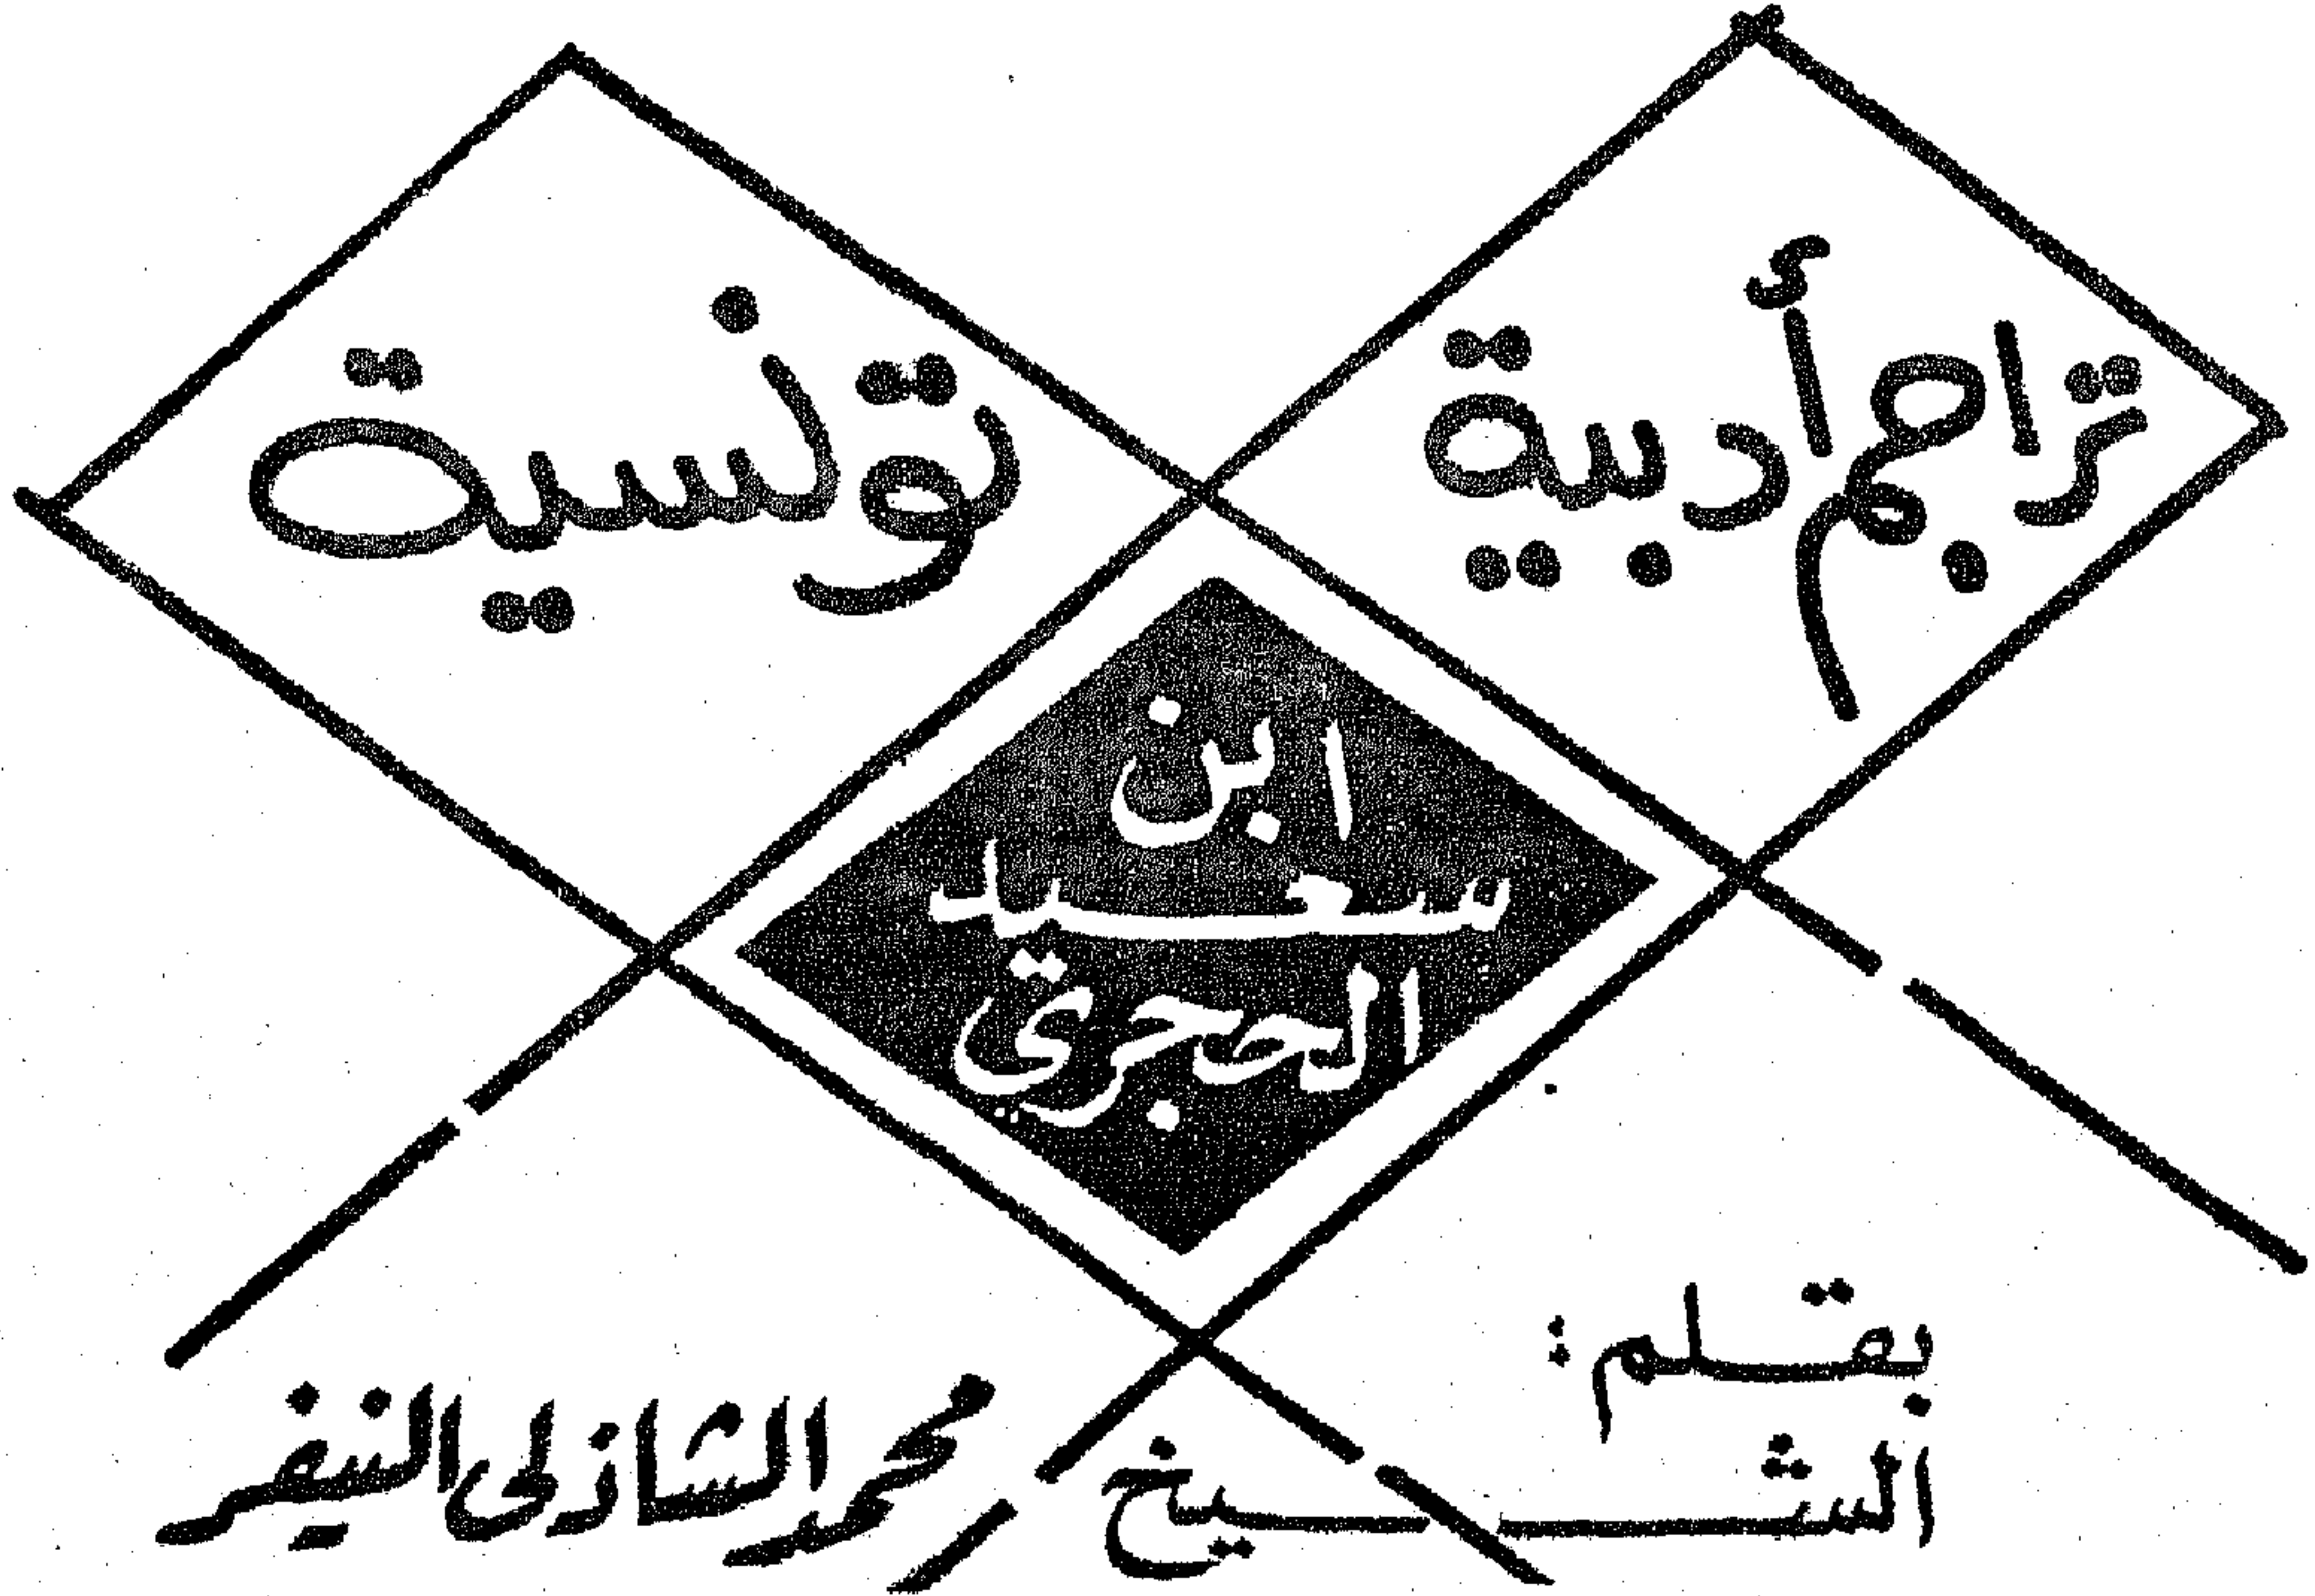 تراجم أدبية
تونسية
ابن
سعيد
الحجري
بقلم :
الشيخ محمد الشاذلي النيفر